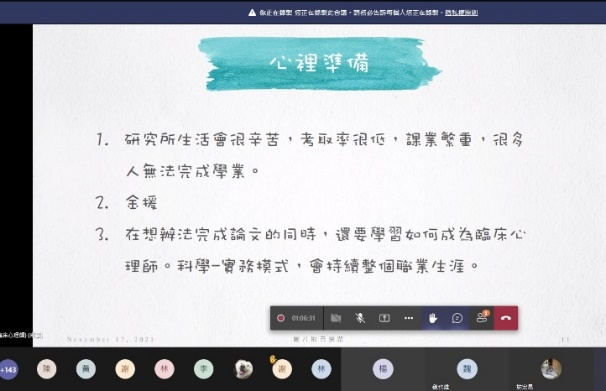 心裡準備
1. 研究所生活會很辛苦，考取率很低，課業繁重，很多
人無法完成學業。
2. 金援
3. 在想辦法完成論文的同時，還要學習如何成為臨床心
理師。科學-實務模式，會持續整個職業生涯。
01:06:31
November 17, 2021
11
+143
陳
黃
謝
林
李
謝
林
楊
魏